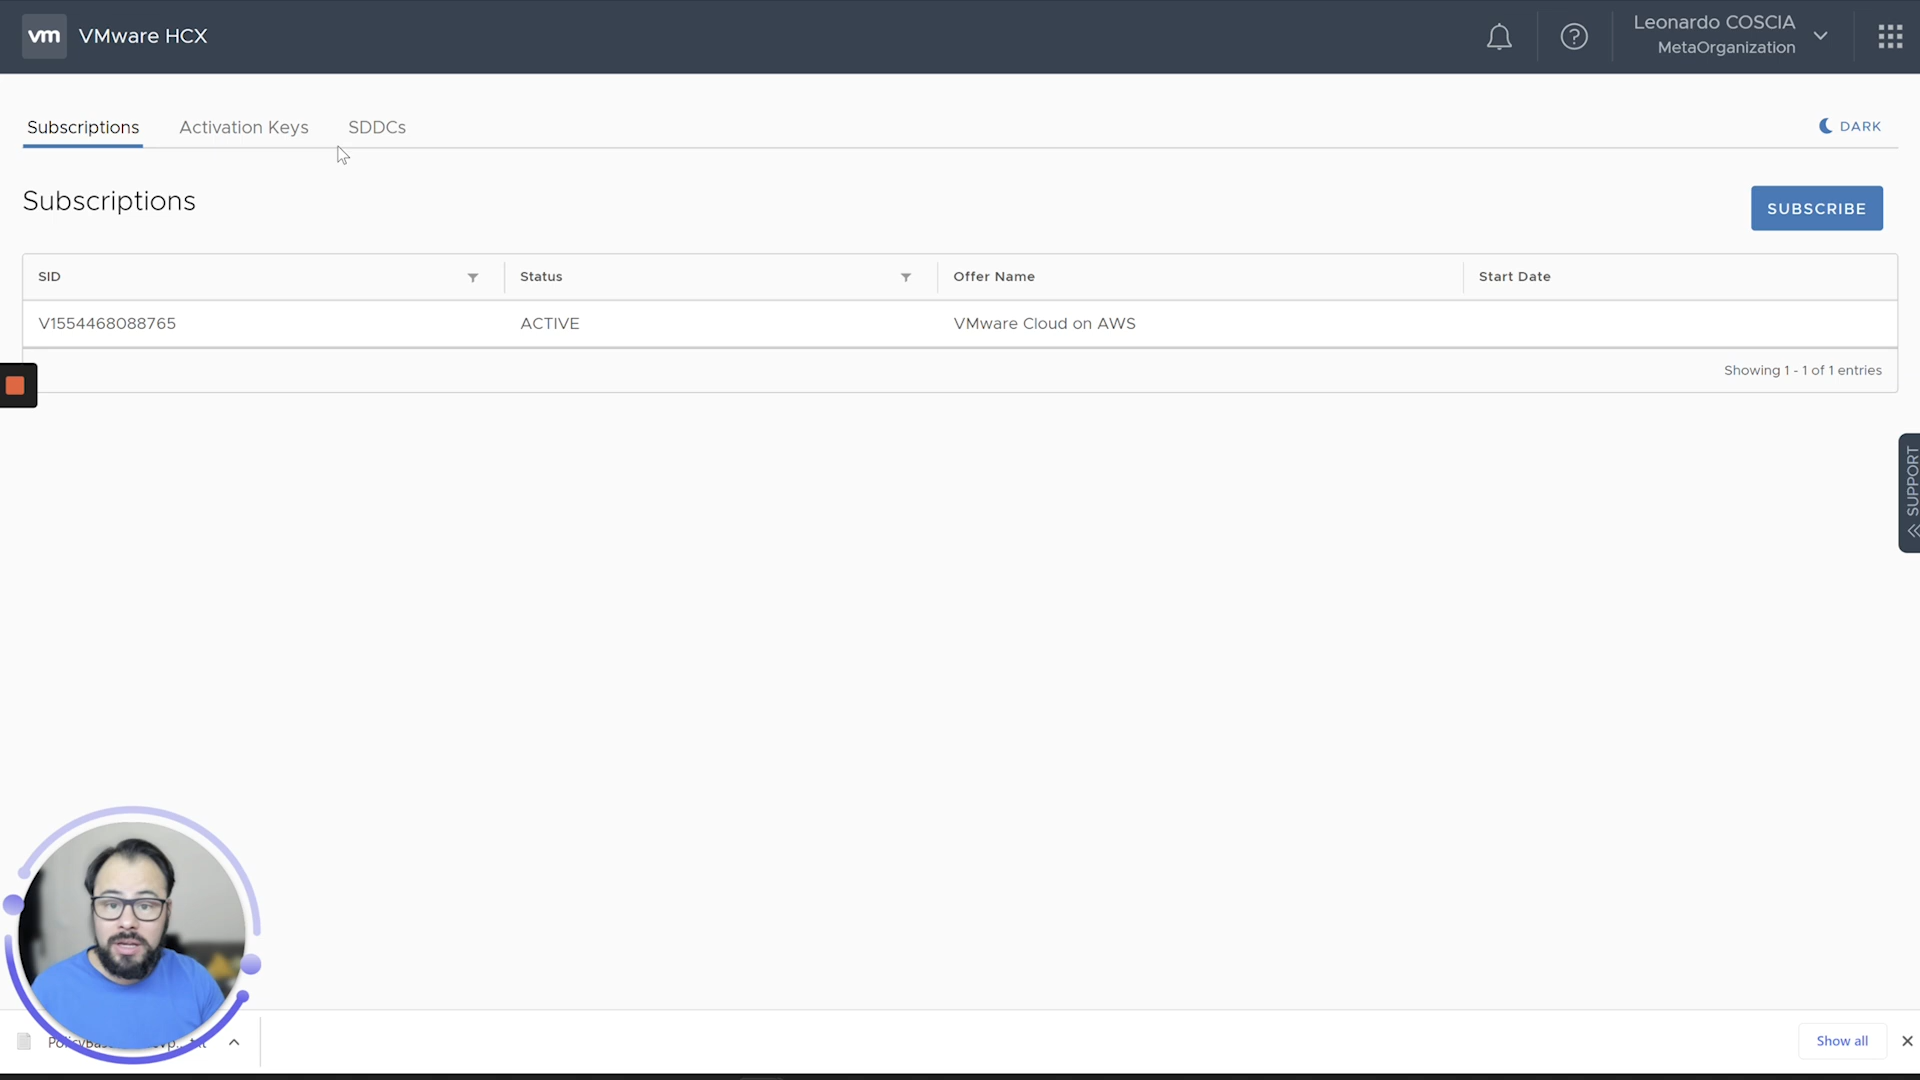 vm VMware HCX
Leonardo COSCIA
MetaOrganization
Subscriptions Activation Keys SDDCs
DARK
Subscriptions
SUBSCRIBE
SID Status Offer Name Start Date
V1554468088765 ACTIVE VMware Cloud on AWS
Showing 1 - 1 of 1 entries
SUPPORT
Show all